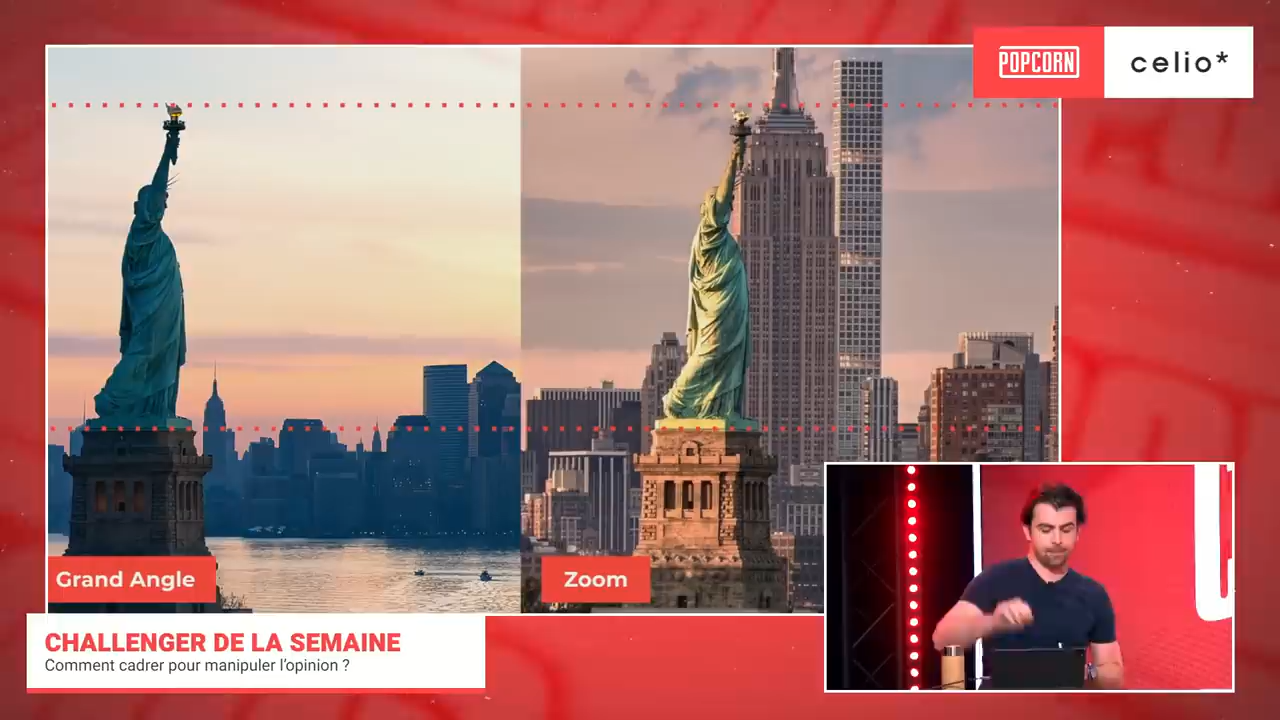 POPCORN
celio*
Grand Angle
Zoom
CHALLENGER DE LA SEMAINE
Comment cadrer pour manipuler l'opinion ?